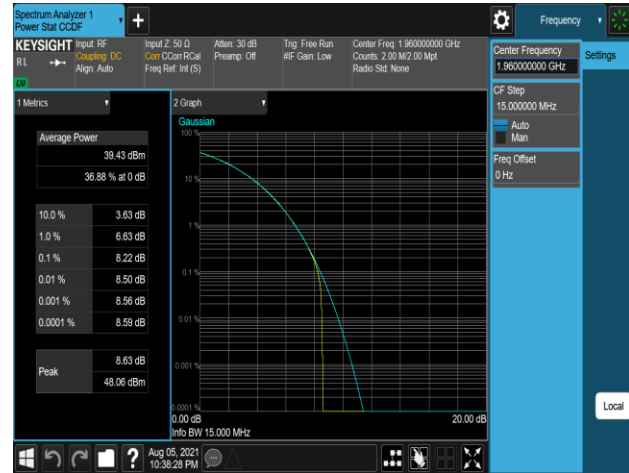 Spectrum Analyzer 1
Power Stat CCDF
+
Frequency
KEYSIGHT
RL
LXI
Input: RF
Coupling: DC
Align: Auto
Input Z: 50 Ω
Corr CCorr RCal
Freq Ref: Int (S)
Atten: 30 dB
Preamp: Off
Trig: Free Run
#IF Gain: Low
Center Freq: 1.960000000 GHz
Counts: 2.00 M/2.00 Mpt
Radio Std: None
Center Frequency
1.960000000 GHz
Settings
CF Step
15.000000 MHz
Auto
Man
Freq Offset
0 Hz
1 Metrics
Average Power
39.43 dBm
36.88 % at 0 dB
10.0 % 3.63 dB
1.0 % 6.63 dB
0.1 % 8.22 dB
0.01 % 8.50 dB
0.001 % 8.56 dB
0.0001 % 8.59 dB
Peak 8.63 dB
48.06 dBm
2 Graph
Gaussian
100 %
10 %
1 %
0.1 %
0.01 %
0.001 %
0.0001 %
0.00 dB 20.00 dB
Info BW 15.000 MHz
Local
?
Aug 05, 2021
10:38:28 PM